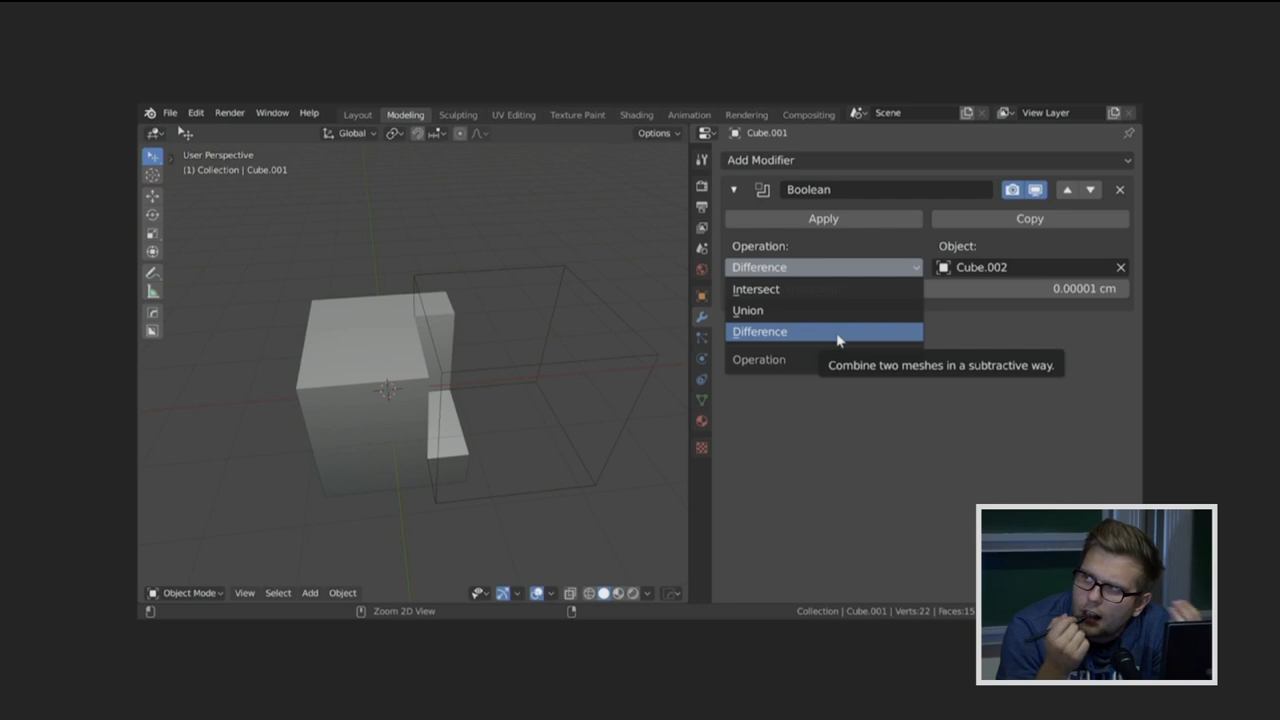 File Edit Render Window Help Layout Modeling Sculpting UV Editing Texture Paint Shading Animation Rendering Compositing Scene View Layer
Global Options Cube.001
User Perspective
(1) Collection | Cube.001
Add Modifier
Boolean
Apply Copy
Operation: Object:
Difference Cube.002
Intersect 0.00001 cm
Union
Difference
Operation
Combine two meshes in a subtractive way.
Object Mode View Select Add Object
Zoom 2D View Collection | Cube.001 | Verts:22 | Faces:15